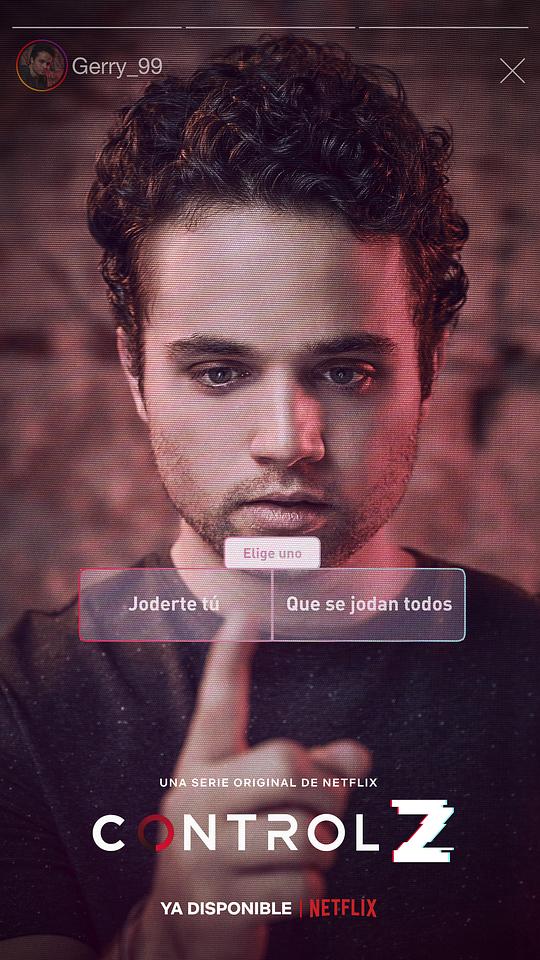 Gerry_99
Elige uno
Joderte tú
Que se jodan todos
UNA SERIE ORIGINAL DE NETFLIX
CONTROL Z
YA DISPONIBLE | NETFLIX